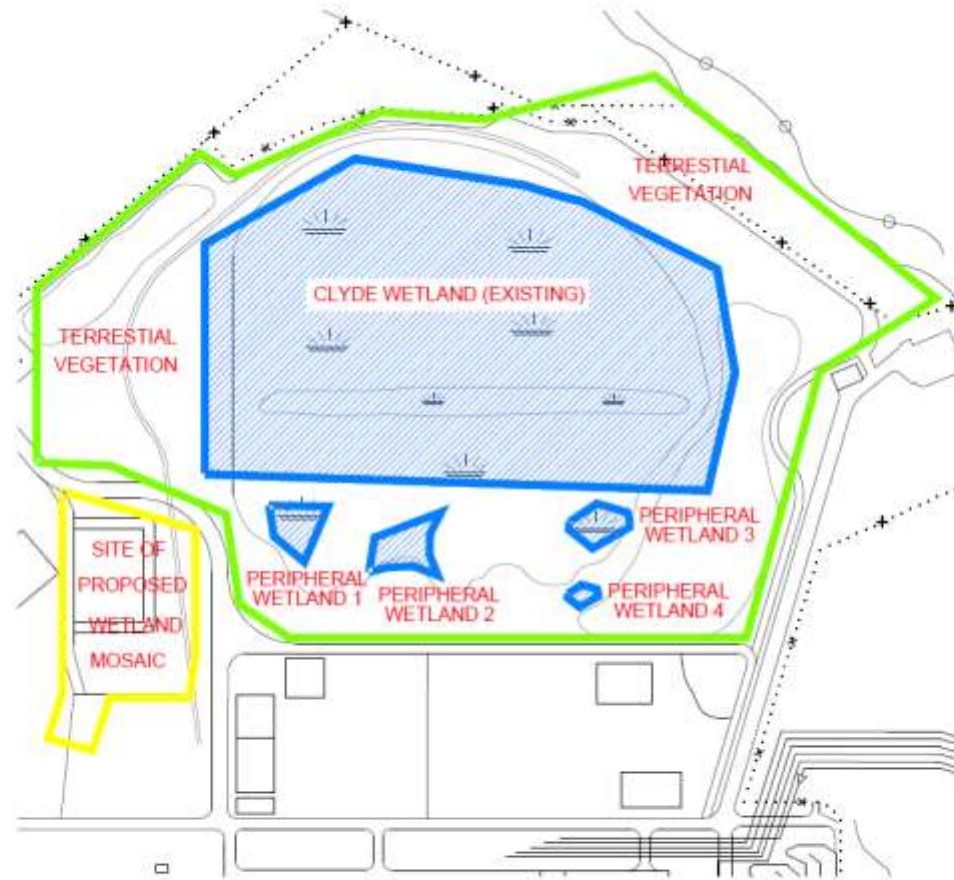 TERRESTIAL
VEGETATION
CLYDE WETLAND (EXISTING)
TERRESTIAL
VEGETATION
PERIPHERAL
WETLAND 3
SITE OF
PROPOSED
WETLAND
MOSAIC
PERIPHERAL
WETLAND 1
PERIPHERAL
WETLAND 2
PERIPHERAL
WETLAND 4